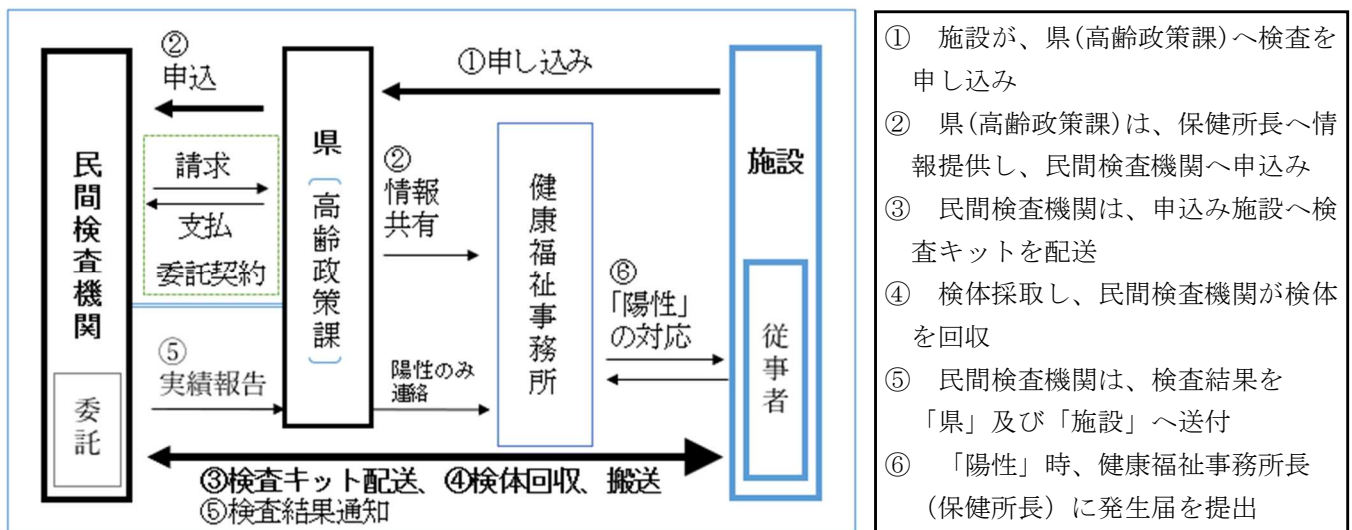 ②
申込
①申し込み
民間検査機関
委託
請求
支払
委託契約
⑤
実績報告
県
〔高齢政策課〕
②
情報
共有
陽性のみ
連絡
健康福祉事務所
⑥
「陽性」
の対応
施設
従事者
③検査キット配送、④検体回収、搬送
⑤検査結果通知
① 施設が、県(高齢政策課)へ検査を
申し込み
② 県(高齢政策課)は、保健所長へ情
報提供し、民間検査機関へ申込み
③ 民間検査機関は、申込み施設へ検
査キットを配送
④ 検体採取し、民間検査機関が検体
を回収
⑤ 民間検査機関は、検査結果を
「県」及び「施設」へ送付
⑥ 「陽性」時、健康福祉事務所長
（保健所長）に発生届を提出